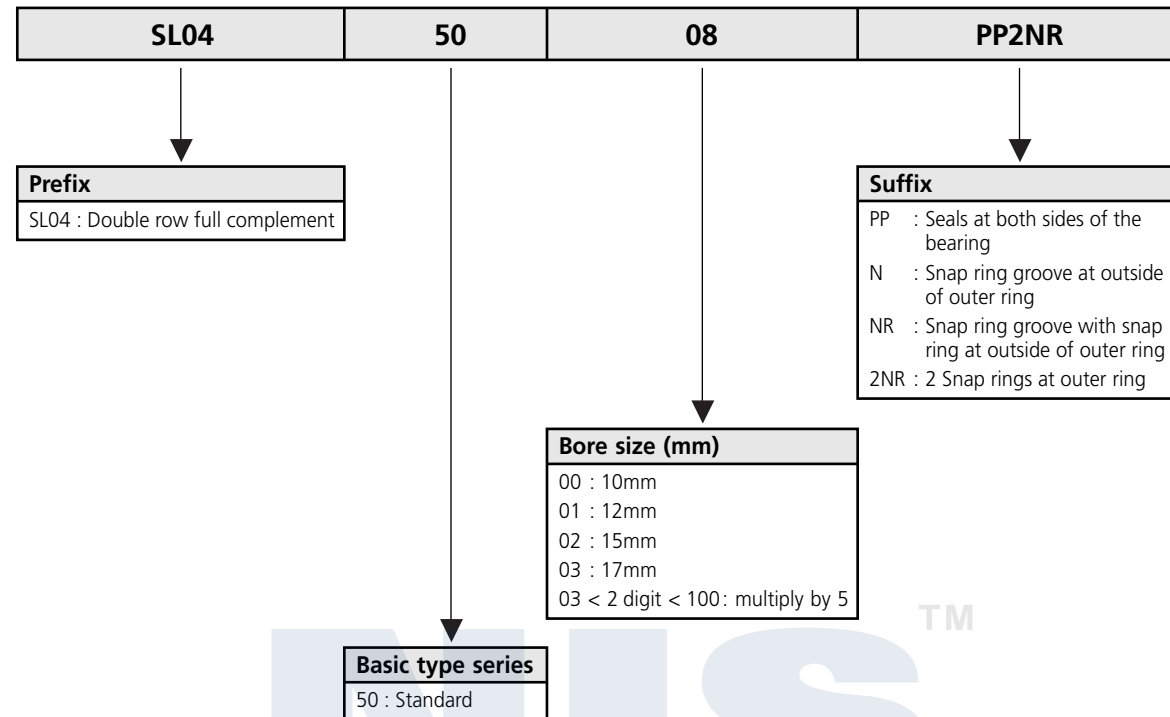 SL04 50 08 PP2NR
Prefix
SL04 : Double row full complement
Suffix
PP : Seals at both sides of the
bearing
N : Snap ring groove at outside
of outer ring
NR : Snap ring groove with snap
ring at outside of outer ring
2NR : 2 Snap rings at outer ring
Bore size (mm)
00 : 10mm
01 : 12mm
02 : 15mm
03 : 17mm
03 < 2 digit < 100 : multiply by 5
TM
Basic type series
50 : Standard